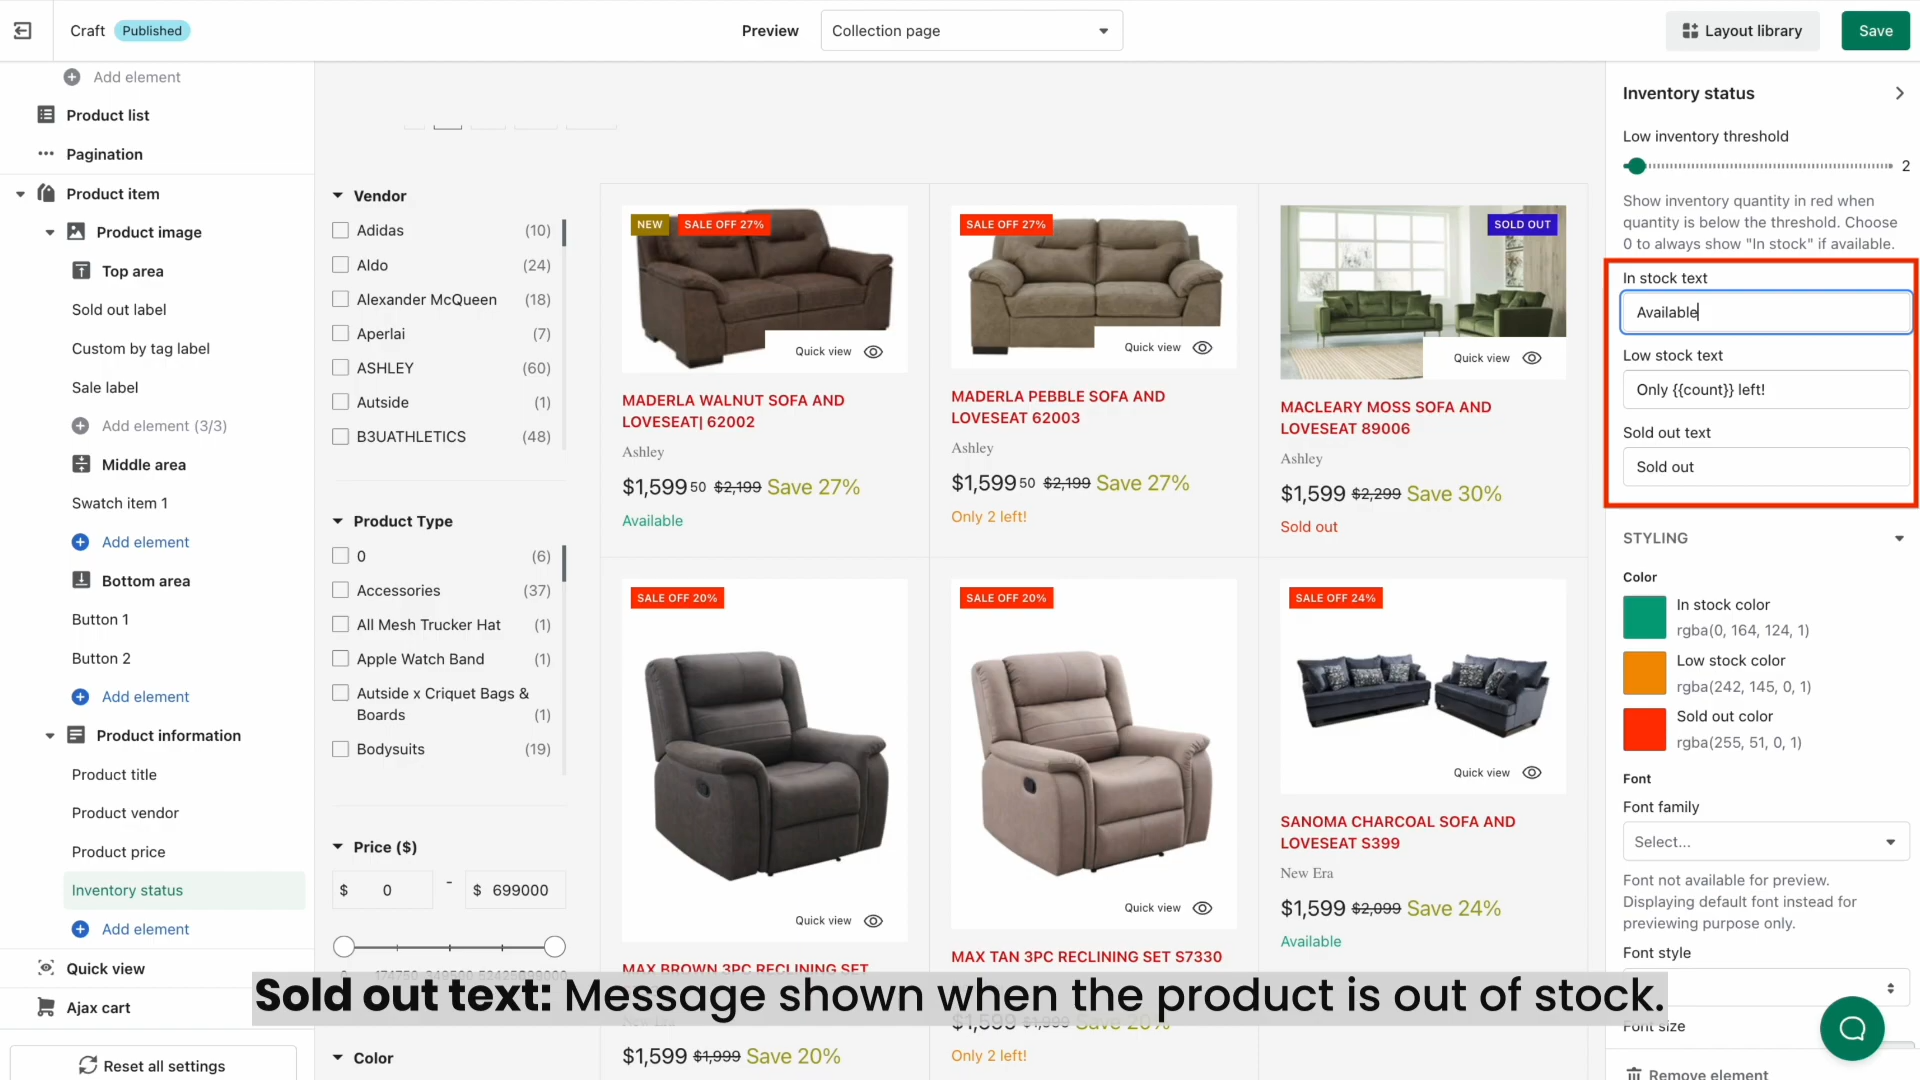 Craft
Published
Preview
Collection page
Layout library
Save
Add element
Product list
Pagination
Product item
Product image
Top area
Sold out label
Custom by tag label
Sale label
Add element (3/3)
Middle area
Swatch item 1
Add element
Bottom area
Button 1
Button 2
Add element
Product information
Product title
Product vendor
Product price
Inventory status
Add element
Quick view
Ajax cart
Reset all settings
Vendor
Adidas (10)
Aldo (24)
Alexander McQueen (18)
Aperlai (7)
ASHLEY (60)
Autside (1)
B3UATHLETICS (48)
Product Type
0 (6)
Accessories (37)
All Mesh Trucker Hat (1)
Apple Watch Band (1)
Autside x Criquet Bags &
Boards (1)
Bodysuits (19)
Price ($)
$ 0 - $ 699000
Color
NEW SALE OFF 27%
Quick view
MADERLA WALNUT SOFA AND
LOVESEAT| 62002
Ashley
$1,599 50 $2,199 Save 27%
Available
SALE OFF 27%
Quick view
MADERLA PEBBLE SOFA AND
LOVESEAT 62003
Ashley
$1,599 50 $2,199 Save 27%
Only 2 left!
SOLD OUT
Quick view
MACLEARY MOSS SOFA AND
LOVESEAT 89006
Ashley
$1,599 $2,299 Save 30%
Sold out
SALE OFF 20%
Quick view
MAX BROWN 3PC RECLINING SET
$1,599 $1,999 Save 20%
SALE OFF 20%
Quick view
MAX TAN 3PC RECLINING SET S7330
$1,599 $1,999 Save 20%
Only 2 left!
SALE OFF 24%
Quick view
SANOMA CHARCOAL SOFA AND
LOVESEAT S399
New Era
$1,599 $2,099 Save 24%
Available
Inventory status
Low inventory threshold
2
Show inventory quantity in red when
quantity is below the threshold. Choose
0 to always show "In stock" if available.
In stock text
Available
Low stock text
Only {{count}} left!
Sold out text
Sold out
STYLING
Color
In stock color
rgba(0, 164, 124, 1)
Low stock color
rgba(242, 145, 0, 1)
Sold out color
rgba(255, 51, 0, 1)
Font
Font family
Select...
Font not available for preview.
Displaying default font instead for
previewing purpose only.
Font style
Font size
Remove element
Sold out text: Message shown when the product is out of stock.